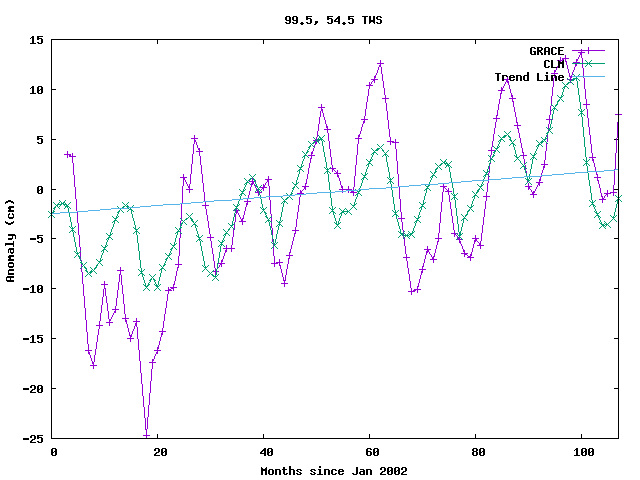 99.5, 54.5 TWS
GRACE
CLM
Trend Line
15
10
5
0
-5
-10
-15
-20
-25
Anomaly (cm)
0 20 40 60 80 100
Months since Jan 2002